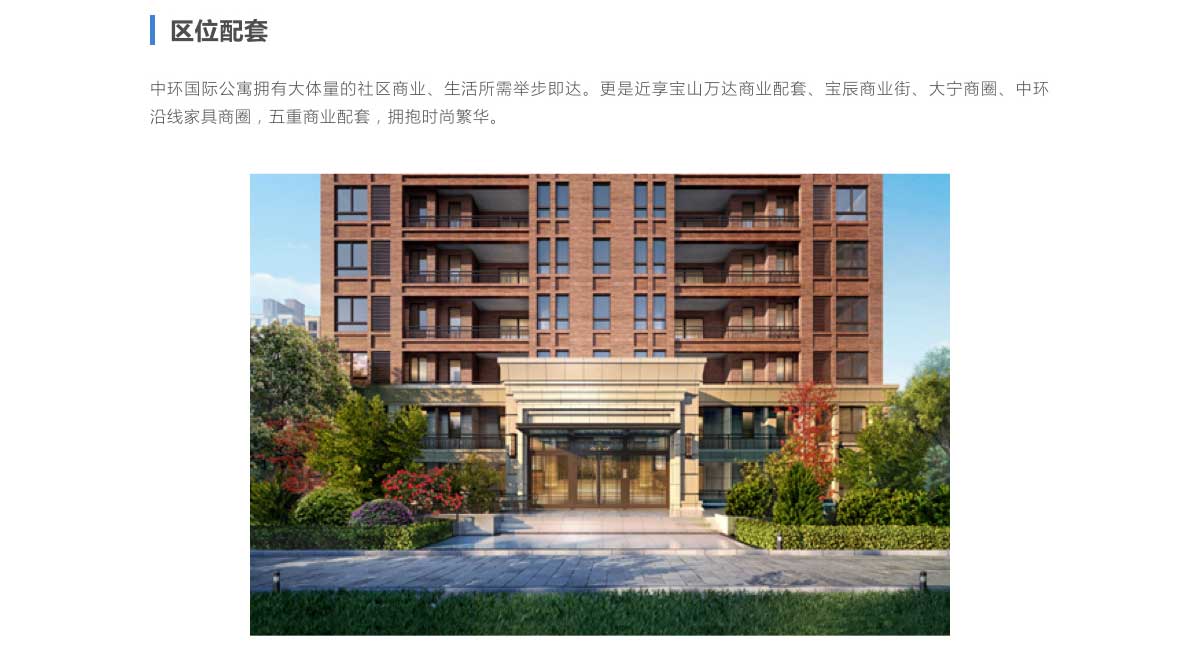 区位配套
中环国际公寓拥有大体量的社区商业、生活所需举步即达。更是近享宝山万达商业配套、宝辰商业街、大宁商圈、中环
沿线家具商圈，五重商业配套，拥抱时尚繁华。